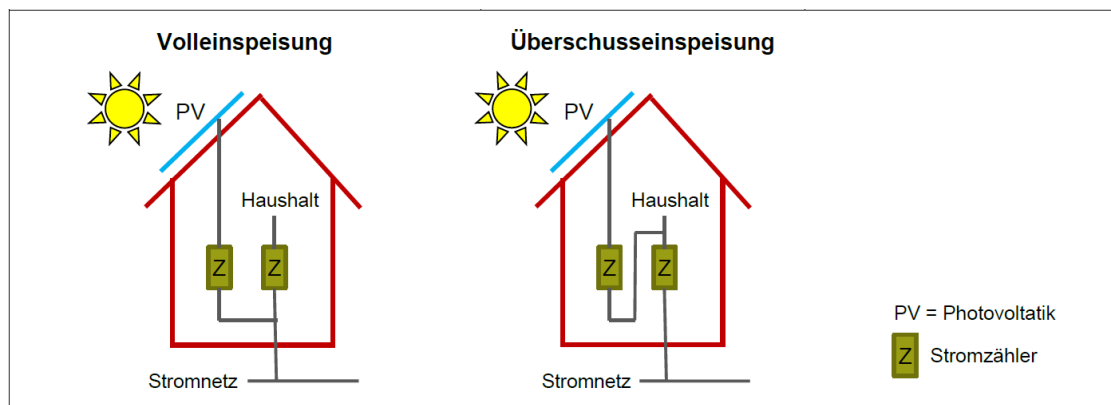 Volleinspeisung
PV
Haushalt
Z
Z
Stromnetz
Überschusseinspeisung
PV
Haushalt
Z
Z
Stromnetz
PV = Photovoltatik
Z
Stromzähler